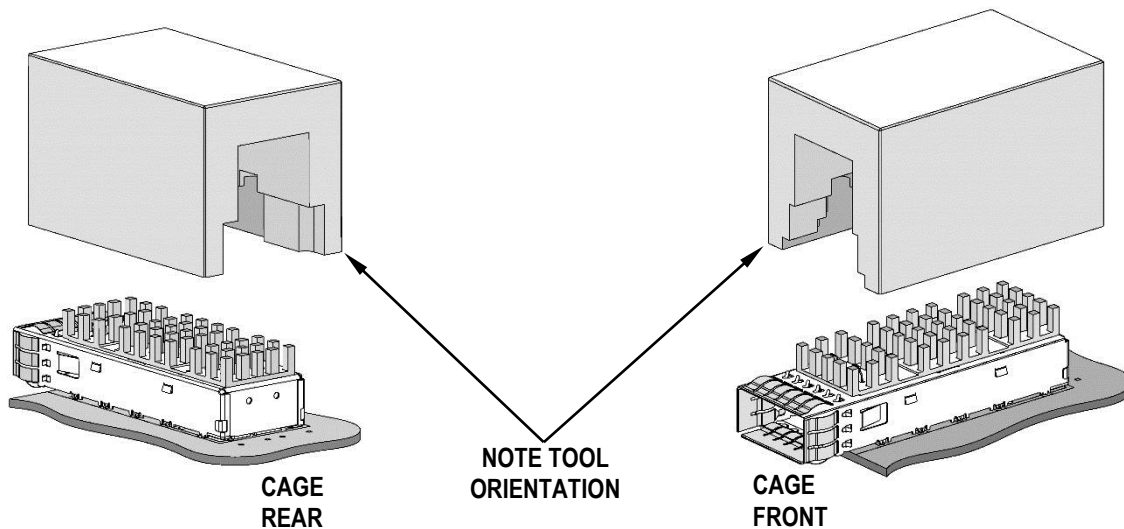 NOTE TOOL
ORIENTATION
CAGE
REAR
CAGE
FRONT